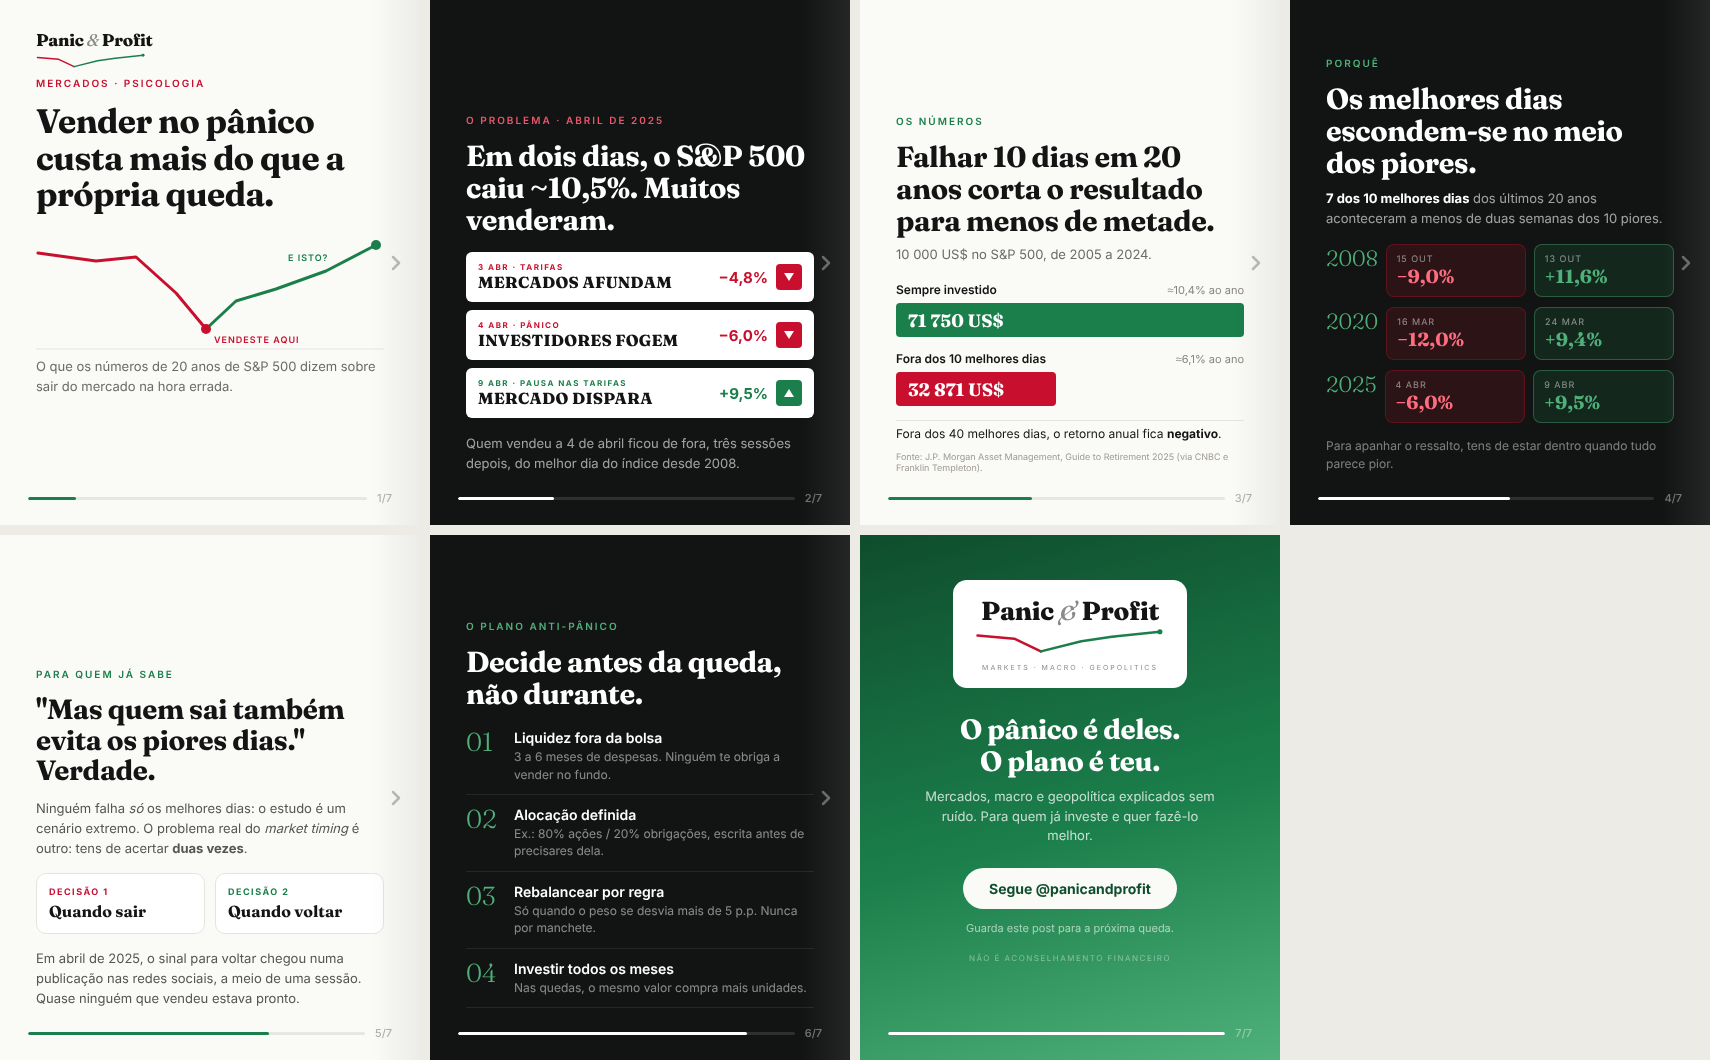 Panic & Profit
MERCADOS · PSICOLOGIA
Vender no pânico
custa mais do que a
própria queda.
E ISTO?
VENDESTE AQUI
O que os números de 20 anos de S&P 500 dizem sobre
sair do mercado na hora errada.
1/7
O PROBLEMA · ABRIL DE 2025
Em dois dias, o S&P 500
caiu ~10,5%. Muitos
venderam.
3 ABR · TARIFAS
MERCADOS AFUNDAM
−4,8%
4 ABR · PÂNICO
INVESTIDORES FOGEM
−6,0%
9 ABR · PAUSA NAS TARIFAS
MERCADO DISPARA
+9,5%
Quem vendeu a 4 de abril ficou de fora, três sessões
depois, do melhor dia do índice desde 2008.
2/7
OS NÚMEROS
Falhar 10 dias em 20
anos corta o resultado
para menos de metade.
10 000 US$ no S&P 500, de 2005 a 2024.
Sempre investido
≈10,4% ao ano
71 750 US$
Fora dos 10 melhores dias
≈6,1% ao ano
32 871 US$
Fora dos 40 melhores dias, o retorno anual fica negativo.
Fonte: J.P. Morgan Asset Management, Guide to Retirement 2025 (via CNBC e
Franklin Templeton).
3/7
PORQUÊ
Os melhores dias
escondem-se no meio
dos piores.
7 dos 10 melhores dias dos últimos 20 anos
aconteceram a menos de duas semanas dos 10 piores.
2008
15 OUT
−9,0%
13 OUT
+11,6%
2020
16 MAR
−12,0%
24 MAR
+9,4%
2025
4 ABR
−6,0%
9 ABR
+9,5%
Para apanhar o ressalto, tens de estar dentro quando tudo
parece pior.
4/7
PARA QUEM JÁ SABE
"Mas quem sai também
evita os piores dias."
Verdade.
Ninguém falha só os melhores dias: o estudo é um
cenário extremo. O problema real do market timing é
outro: tens de acertar duas vezes.
DECISÃO 1
Quando sair
DECISÃO 2
Quando voltar
Em abril de 2025, o sinal para voltar chegou numa
publicação nas redes sociais, a meio de uma sessão.
Quase ninguém que vendeu estava pronto.
5/7
O PLANO ANTI-PÂNICO
Decide antes da queda,
não durante.
01
Liquidez fora da bolsa
3 a 6 meses de despesas. Ninguém te obriga a
vender no fundo.
02
Alocação definida
Ex.: 80% ações / 20% obrigações, escrita antes de
precisares dela.
03
Rebalancear por regra
Só quando o peso se desvia mais de 5 p.p. Nunca
por manchete.
04
Investir todos os meses
Nas quedas, o mesmo valor compra mais unidades.
6/7
Panic & Profit
MARKETS · MACRO · GEOPOLITICS
O pânico é deles.
O plano é teu.
Mercados, macro e geopolítica explicados sem
ruído. Para quem já investe e quer fazê-lo
melhor.
Segue @panicandprofit
Guarda este post para a próxima queda.
NÃO É ACONSELHAMENTO FINANCEIRO
7/7